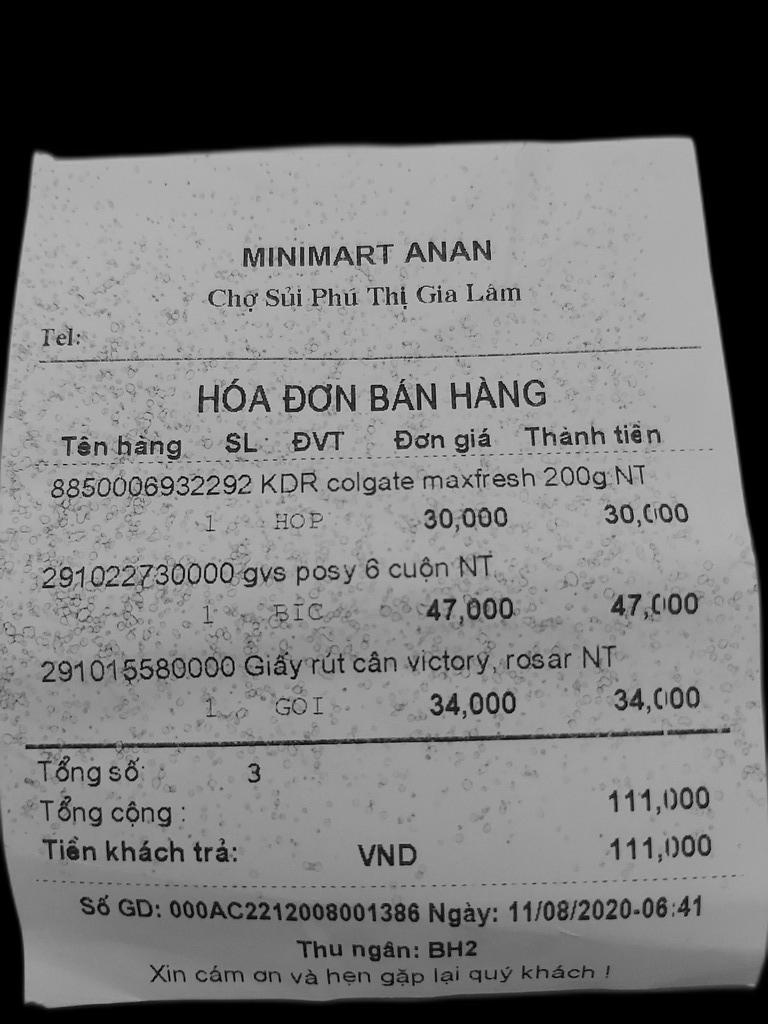 MINIMART ANAN
Chợ Sủi Phú Thị Gia Lâm
Tel:
HÓA ĐƠN BÁN HÀNG
Tên hàng SL ĐVT Đơn giá Thành tiền
8850006932292 KDR colgate maxfresh 200g NT
1 HOP 30,000 30,000
291022730000 gvs posy 6 cuộn NT
1 BIC 47,000 47,000
291015580000 Giấy rút cân victory, rosar NT
1 GOI 34,000 34,000
Tổng số: 3
Tổng cộng : 111,000
Tiền khách trả: VND 111,000
Số GD: 000AC2212008001386 Ngày: 11/08/2020-06:41
Thu ngân: BH2
Xin cám ơn và hẹn gặp lại quý khách !